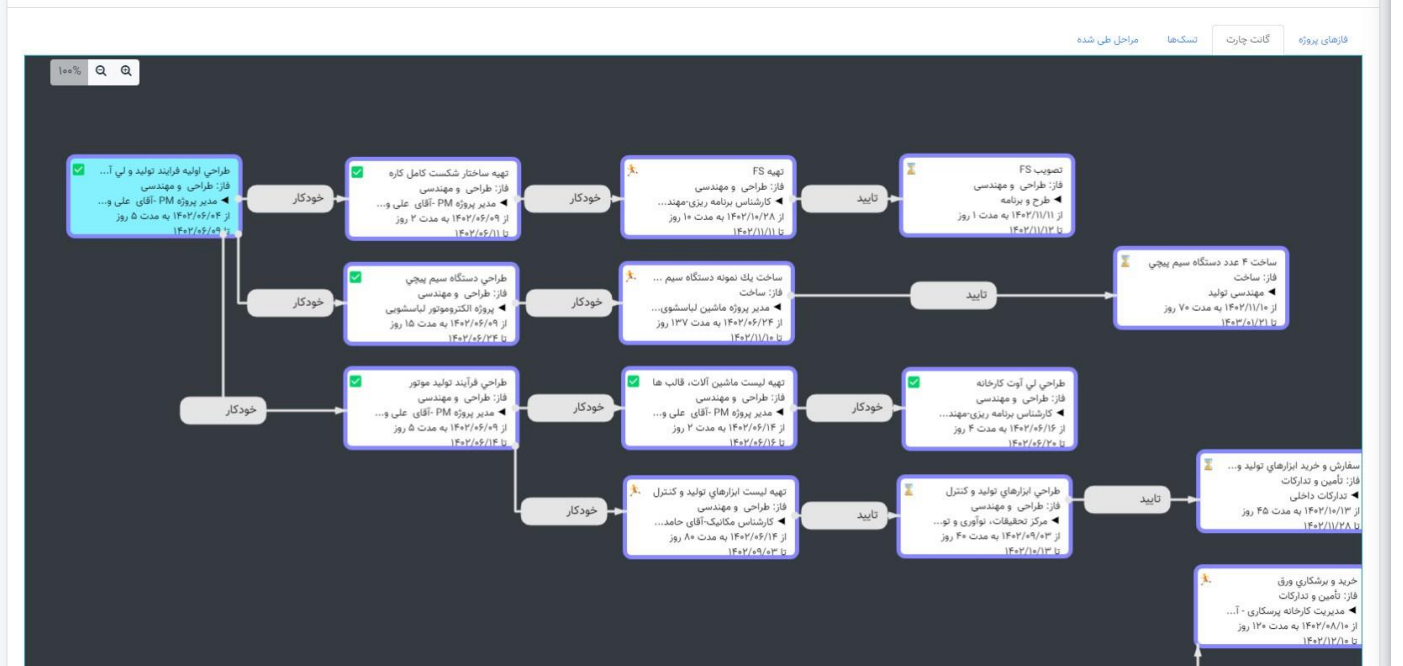 فازهای پروژه
گانت چارت
تسک‌ها
مراحل طی شده
۱۰۰%
طراحي اوليه فرايند توليد و لي آ...
فاز: طراحی و مهندسی
◄ مدیر پروژه PM -آقای علی و...
از ۱۴۰۲/۰۶/۰۴ به مدت ۵ روز
تا ۱۴۰۲/۰۶/۰۹
خودکار
تهیه ساختار شکست کامل کاره
فاز: طراحی و مهندسی
◄ مدیر پروژه PM -آقای علی و...
از ۱۴۰۲/۰۶/۰۹ به مدت ۲ روز
تا ۱۴۰۲/۰۶/۱۱
خودکار
تهیه FS
فاز: طراحی و مهندسی
◄ کارشناس برنامه ریزی-مهند...
از ۱۴۰۲/۱۰/۲۸ به مدت ۱۰ روز
تا ۱۴۰۲/۱۱/۱۱
تایید
تصویب FS
فاز: طراحی و مهندسی
◄ طرح و برنامه
از ۱۴۰۲/۱۱/۱۱ به مدت ۱ روز
تا ۱۴۰۲/۱۱/۱۲
خودکار
طراحي دستگاه سيم پيچي
فاز: طراحی و مهندسی
◄ پروژه الکتروموتور لباسشویی
از ۱۴۰۲/۰۶/۰۹ به مدت ۱۵ روز
تا ۱۴۰۲/۰۶/۲۴
خودکار
ساخت يك نمونه دستگاه سيم ...
فاز: ساخت
◄ مدیر پروژه ماشین لباسشوی...
از ۱۴۰۲/۰۶/۲۴ به مدت ۱۳۷ روز
تا ۱۴۰۲/۱۱/۱۰
تایید
ساخت ۴ عدد دستگاه سيم پيچي
فاز: ساخت
◄ مهندسی تولید
از ۱۴۰۲/۱۱/۱۰ به مدت ۷۰ روز
تا ۱۴۰۳/۰۱/۲۱
خودکار
طراحي فرآيند توليد موتور
فاز: طراحی و مهندسی
◄ مدیر پروژه PM -آقای علی و...
از ۱۴۰۲/۰۶/۰۹ به مدت ۵ روز
تا ۱۴۰۲/۰۶/۱۴
خودکار
تهيه ليست ماشين آلات، قالب ها
فاز: طراحی و مهندسی
◄ مدیر پروژه PM -آقای علی و...
از ۱۴۰۲/۰۶/۱۴ به مدت ۲ روز
تا ۱۴۰۲/۰۶/۱۶
خودکار
طراحي لي آوت كارخانه
فاز: طراحی و مهندسی
◄ کارشناس برنامه ریزی-مهند...
از ۱۴۰۲/۰۶/۱۶ به مدت ۴ روز
تا ۱۴۰۲/۰۶/۲۰
خودکار
تهيه ليست ابزارهاي توليد و كنترل
فاز: طراحی و مهندسی
◄ کارشناس مکانیک-آقای حامد...
از ۱۴۰۲/۰۶/۱۴ به مدت ۸۰ روز
تا ۱۴۰۲/۰۹/۰۳
تایید
طراحي ابزارهاي توليد و كنترل
فاز: طراحی و مهندسی
◄ مرکز تحقیقات، نوآوری و تو...
از ۱۴۰۲/۰۹/۰۳ به مدت ۴۰ روز
تا ۱۴۰۲/۱۰/۱۳
تایید
سفارش و خريد ابزارهاي توليد و...
فاز: تأمین و تدارکات
◄ تدارکات داخلی
از ۱۴۰۲/۱۰/۱۳ به مدت ۴۵ روز
تا ۱۴۰۲/۱۱/۲۸
خريد و برشكاري ورق
فاز: تأمین و تدارکات
◄ مدیریت کارخانه پرسکاری - آ...
از ۱۴۰۲/۰۸/۱۰ به مدت ۱۲۰ روز
تا ۱۴۰۲/۱۲/۱۰